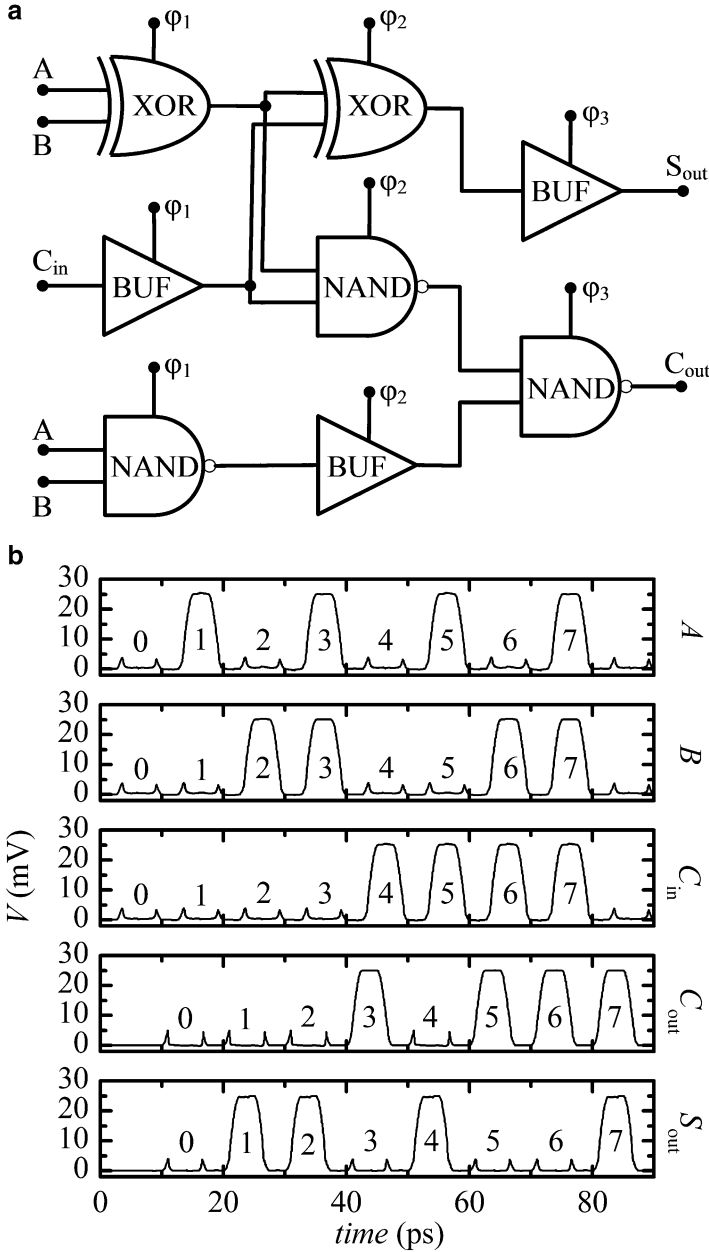 a
φ1 φ2
A
B
XOR XOR
φ3
BUF
Sout
φ1 φ2
Cin
BUF
NAND
φ3
NAND
Cout
φ1 φ2
A
B
NAND
BUF
b
30
20
10
0
0 1 2 3 4 5 6 7
A
30
20
10
0
0 1 2 3 4 5 6 7
B
30
20
10
0
0 1 2 3 4 5 6 7
Cin
30
20
10
0
0 1 2 3 4 5 6 7
Cout
30
20
10
0
0 1 2 3 4 5 6 7
Sout
V (mV)
0 20 40 60 80
time (ps)